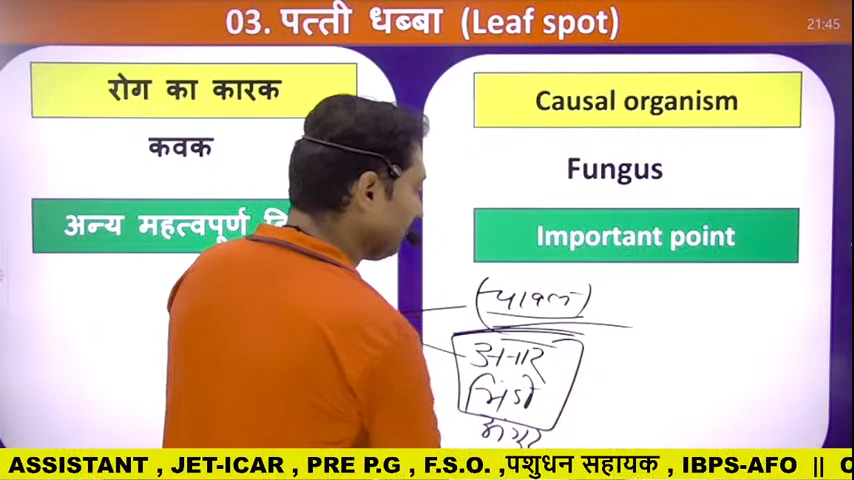 03. पत्ती धब्बा (Leaf spot)
21:45
रोग का कारक
कवक
अन्य महत्वपूर्ण
Causal organism
Fungus
Important point
(चावल)
अनार
भिंडी
ASSISTANT , JET-ICAR , PRE P.G , F.S.O. ,पशुधन सहायक , IBPS-AFO || C